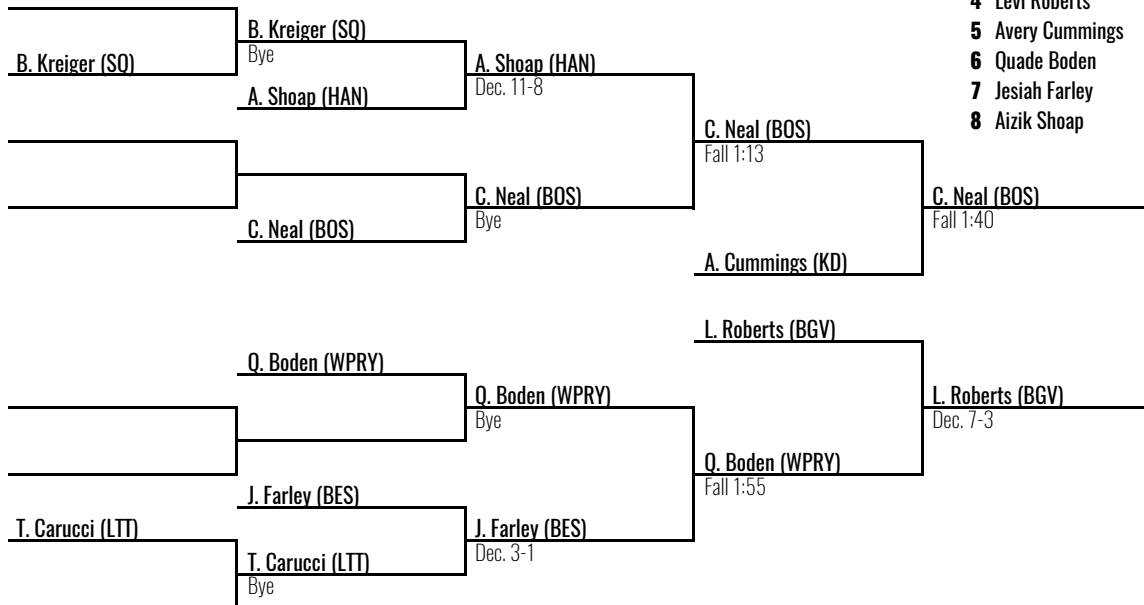 4 Levi Roberts
5 Avery Cummings
6 Quade Boden
7 Jesiah Farley
8 Aizik Shoap
B. Kreiger (SQ)
B. Kreiger (SQ)
Bye
A. Shoap (HAN)
A. Shoap (HAN)
Dec. 11-8
C. Neal (BOS)
C. Neal (BOS)
Bye
C. Neal (BOS)
Fall 1:13
A. Cummings (KD)
C. Neal (BOS)
Fall 1:40
L. Roberts (BGV)
Q. Boden (WPRY)
Q. Boden (WPRY)
Bye
J. Farley (BES)
T. Carucci (LTT)
T. Carucci (LTT)
Bye
J. Farley (BES)
Dec. 3-1
Q. Boden (WPRY)
Fall 1:55
L. Roberts (BGV)
Dec. 7-3